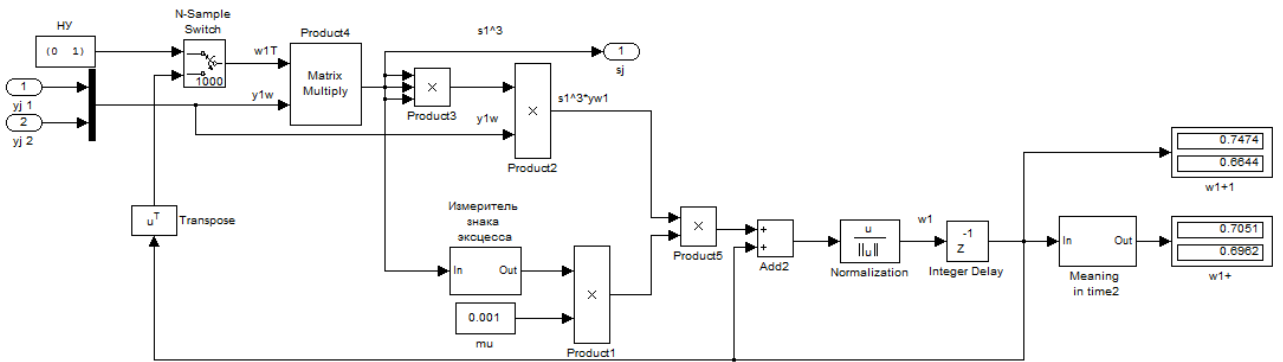 НУ
(0 1)
N-Sample
Switch
1000
w1T
Product4
Matrix
Multiply
s1^3
1
sj
1
yj 1
2
yj 2
y1w
Product3
y1w
s1^3*yw1
Product2
u^T
Transpose
Измеритель
знака
эксцесса
In
Out
0.001
mu
Product1
Product5
Add2
u
||u||
Normalization
w1
-1
Z
Integer Delay
In
Out
Meaning
in time2
0.7474
0.6644
w1+1
0.7051
0.6962
w1+